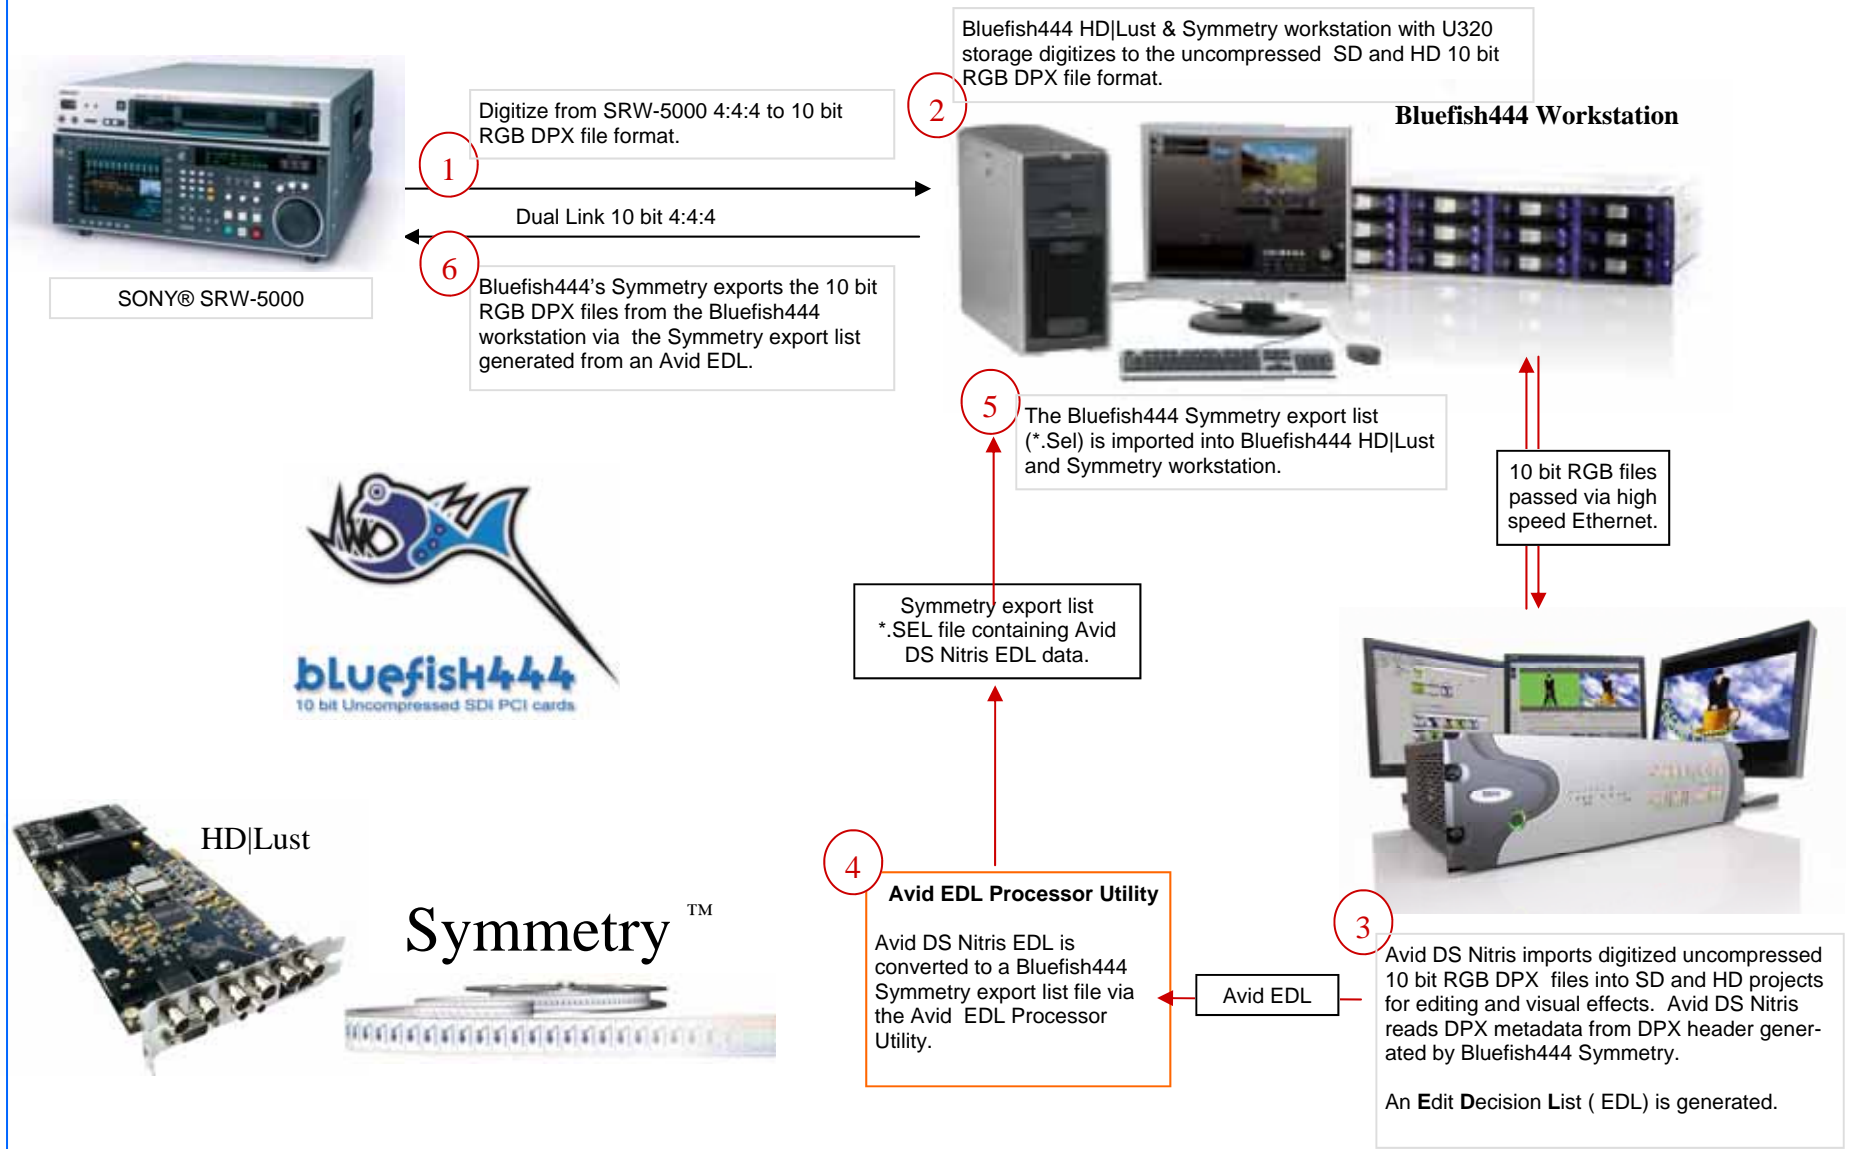 Bluefish444 HD|Lust & Symmetry workstation with U320
storage digitizes to the uncompressed SD and HD 10 bit
RGB DPX file format.
2
Bluefish444 Workstation
Digitize from SRW-5000 4:4:4 to 10 bit
RGB DPX file format.
1
Dual Link 10 bit 4:4:4
6
Bluefish444's Symmetry exports the 10 bit
RGB DPX files from the Bluefish444
workstation via the Symmetry export list
generated from an Avid EDL.
SONY® SRW-5000
5
The Bluefish444 Symmetry export list
(*.Sel) is imported into Bluefish444 HD|Lust
and Symmetry workstation.
10 bit RGB files
passed via high
speed Ethernet.
Symmetry export list
*.SEL file containing Avid
DS Nitris EDL data.
bluefish444
10 bit Uncompressed SDI PCI cards
HD|Lust
Symmetry ™
4
Avid EDL Processor Utility
Avid DS Nitris EDL is
converted to a Bluefish444
Symmetry export list file via
the Avid EDL Processor
Utility.
Avid EDL
3
Avid DS Nitris imports digitized uncompressed
10 bit RGB DPX files into SD and HD projects
for editing and visual effects. Avid DS Nitris
reads DPX metadata from DPX header gener-
ated by Bluefish444 Symmetry.
An Edit Decision List ( EDL) is generated.